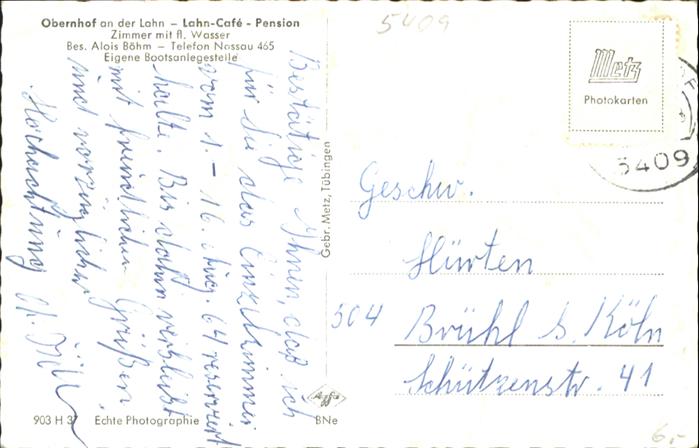 Obernhof an der Lahn – Lahn-Café - Pension
Zimmer mit fl. Wasser
Bes. Alois Böhm – Telefon Nassau 465
Eigene Bootsanlegestelle
5409
Metz
Photokarten
5409
Bestätige Ihnen, daß ich
für Sie das Einzelzimmer
vom 1. – 16. Aug. 64 reserviert
halte. Bis dahin verbleibt
mit freundlichen Grüßen
und vorzüglicher
Hochachtung
Gebr. Metz, Tübingen
Geschw.
Hürten
504 Brühl b. Köln
Schützenstr. 41
903 H 37 Echte Photographie
Agfa
BNe
6,-